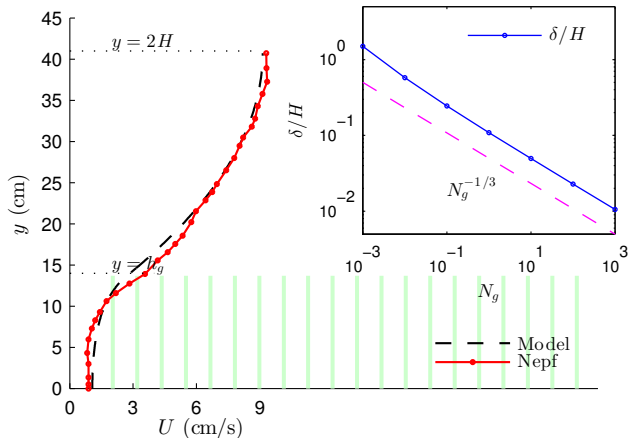 45
40
35
30
25
20
15
10
5
0
y (cm)
0 3 6 9
U (cm/s)
y = 2H
y = h_g
Model
Nepf
δ/H
10^0
10^{-1}
10^{-2}
δ/H
N_g^{-1/3}
10^{-3} 10^{-1} 10^1 10^3
N_g